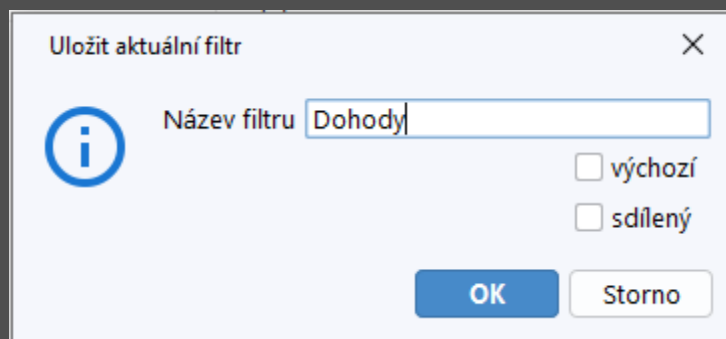 Uložit aktuální filtr
Název filtru Dohody
výchozí
sdílený
OK Storno